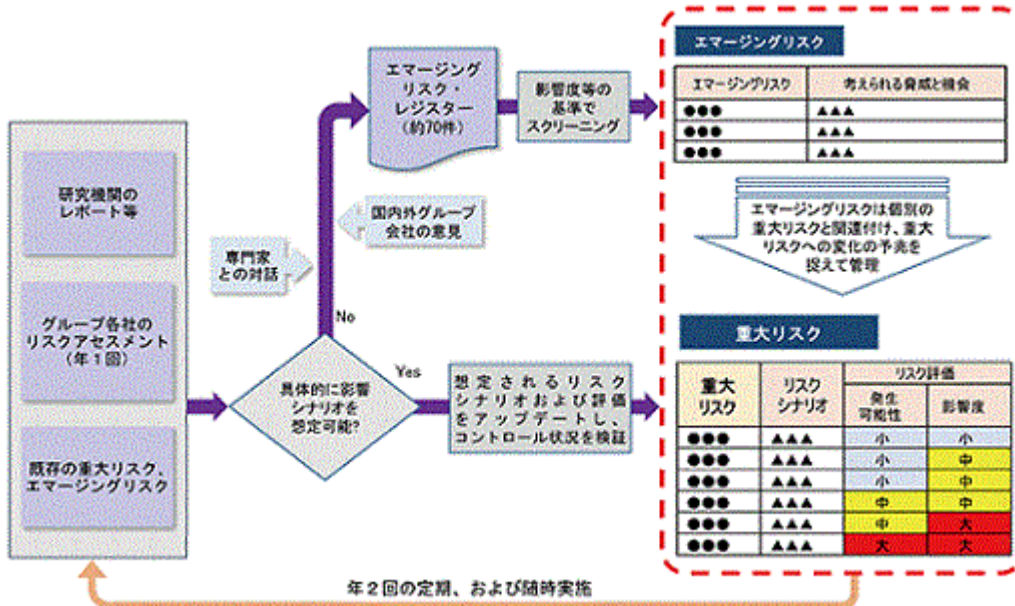 研究機関の
レポート等
グループ各社の
リスクアセスメント
(年1回)
既存の重大リスク、
エマージングリスク
専門家
との対話
国内外グループ
会社の意見
具体的に影響
シナリオを
想定可能?
No
Yes
エマージング
リスク・
レジスター
(約70件)
影響度等の
基準で
スクリーニング
想定されるリスク
シナリオおよび評価
をアップデートし、
コントロール状況を検証
エマージングリスク
エマージングリスク 考えられる脅威と機会
●●● ▲▲▲
●●● ▲▲▲
●●● ▲▲▲
エマージングリスクは個別の
重大リスクと関連付け、重大
リスクへの変化の予兆を
捉えて管理
重大リスク
重大
リスク
リスク
シナリオ
リスク評価
発生
可能性
影響度
●●● ▲▲▲ 小 小
●●● ▲▲▲ 小 中
●●● ▲▲▲ 小 中
●●● ▲▲▲ 中 中
●●● ▲▲▲ 中 大
●●● ▲▲▲ 大 大
年2回の定期、および随時実施